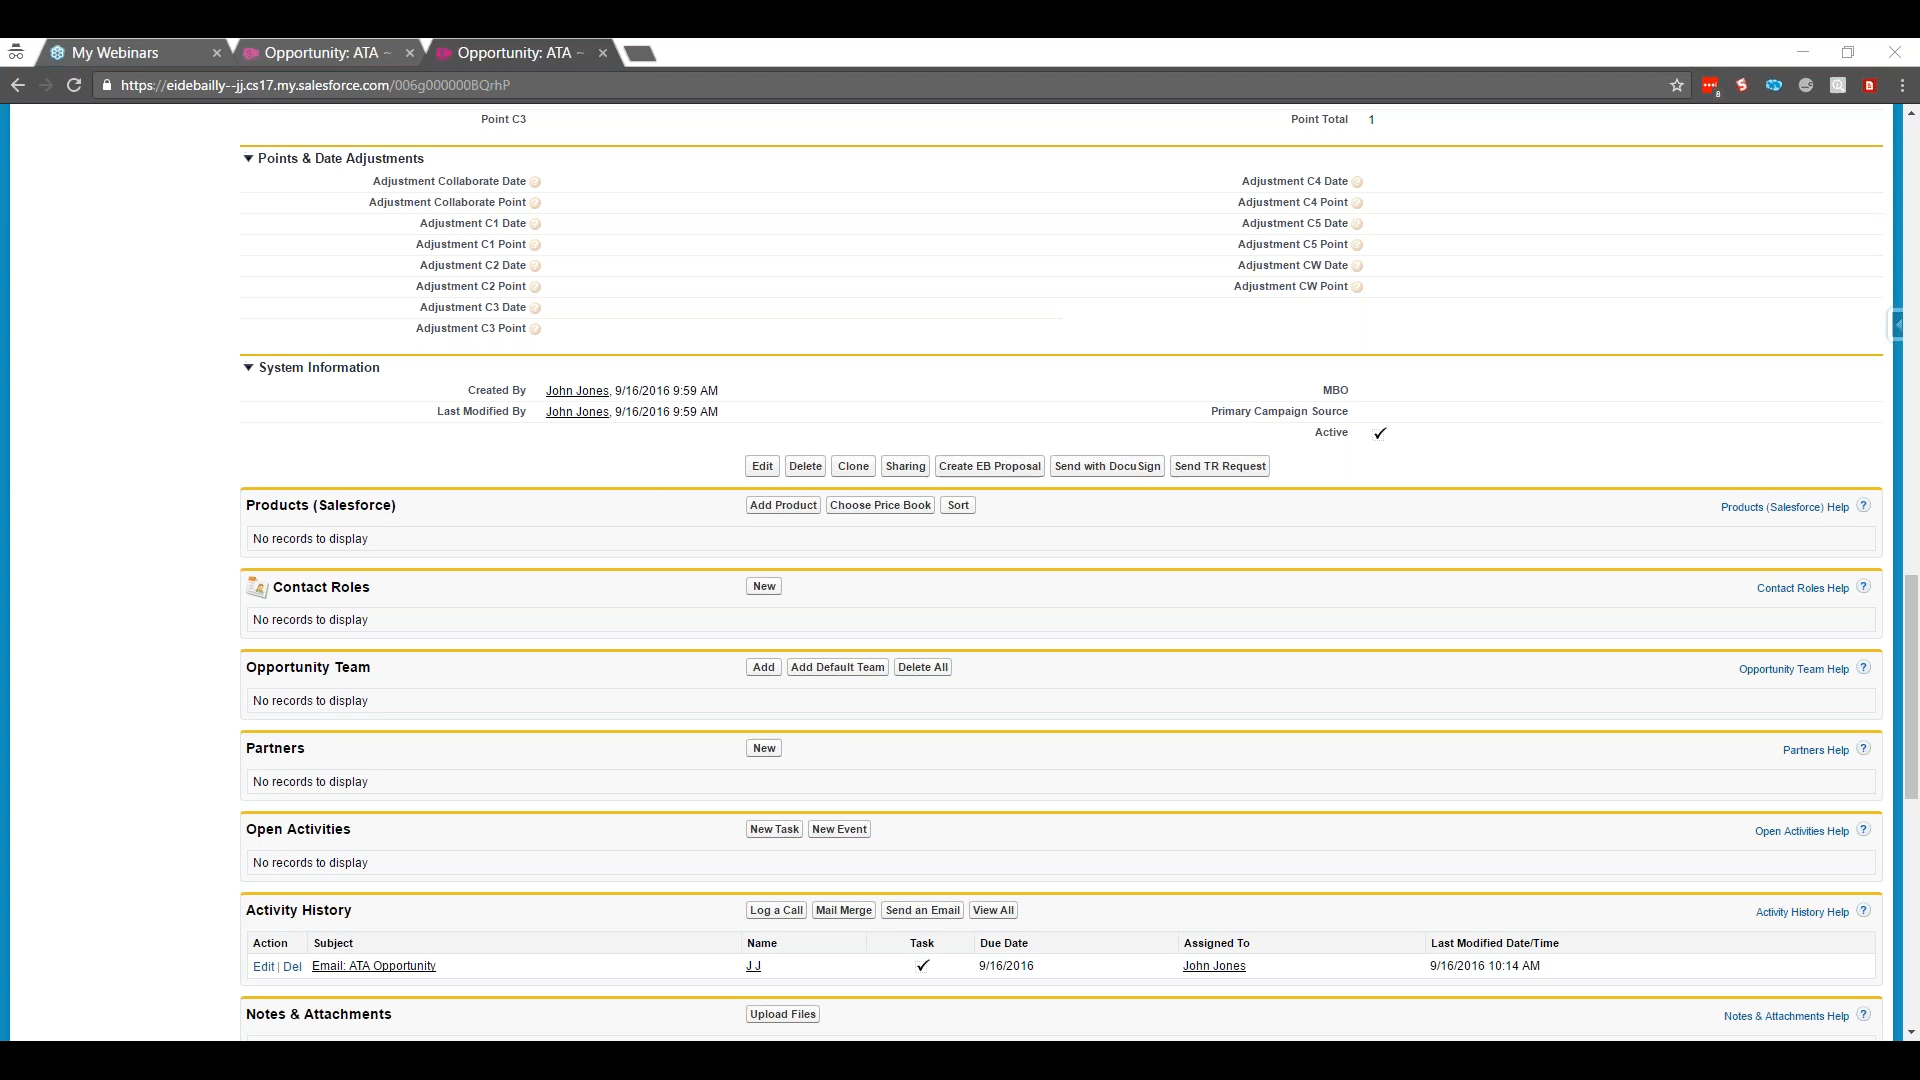 My Webinars
Opportunity: ATA ~
Opportunity: ATA ~
https://eidebailly--jj.cs17.my.salesforce.com/006g000000BQrhP
Point C3
Point Total 1
Points & Date Adjustments
Adjustment Collaborate Date
Adjustment C4 Date
Adjustment Collaborate Point
Adjustment C4 Point
Adjustment C1 Date
Adjustment C5 Date
Adjustment C1 Point
Adjustment C5 Point
Adjustment C2 Date
Adjustment CW Date
Adjustment C2 Point
Adjustment CW Point
Adjustment C3 Date
Adjustment C3 Point
System Information
Created By John Jones, 9/16/2016 9:59 AM
MBO
Last Modified By John Jones, 9/16/2016 9:59 AM
Primary Campaign Source
Active
Edit Delete Clone Sharing Create EB Proposal Send with DocuSign Send TR Request
Products (Salesforce) Add Product Choose Price Book Sort Products (Salesforce) Help ?
No records to display
Contact Roles New Contact Roles Help ?
No records to display
Opportunity Team Add Add Default Team Delete All Opportunity Team Help ?
No records to display
Partners New Partners Help ?
No records to display
Open Activities New Task New Event Open Activities Help ?
No records to display
Activity History Log a Call Mail Merge Send an Email View All Activity History Help ?
Action Subject Name Task Due Date Assigned To Last Modified Date/Time
Edit | Del Email: ATA Opportunity J J 9/16/2016 John Jones 9/16/2016 10:14 AM
Notes & Attachments Upload Files Notes & Attachments Help ?